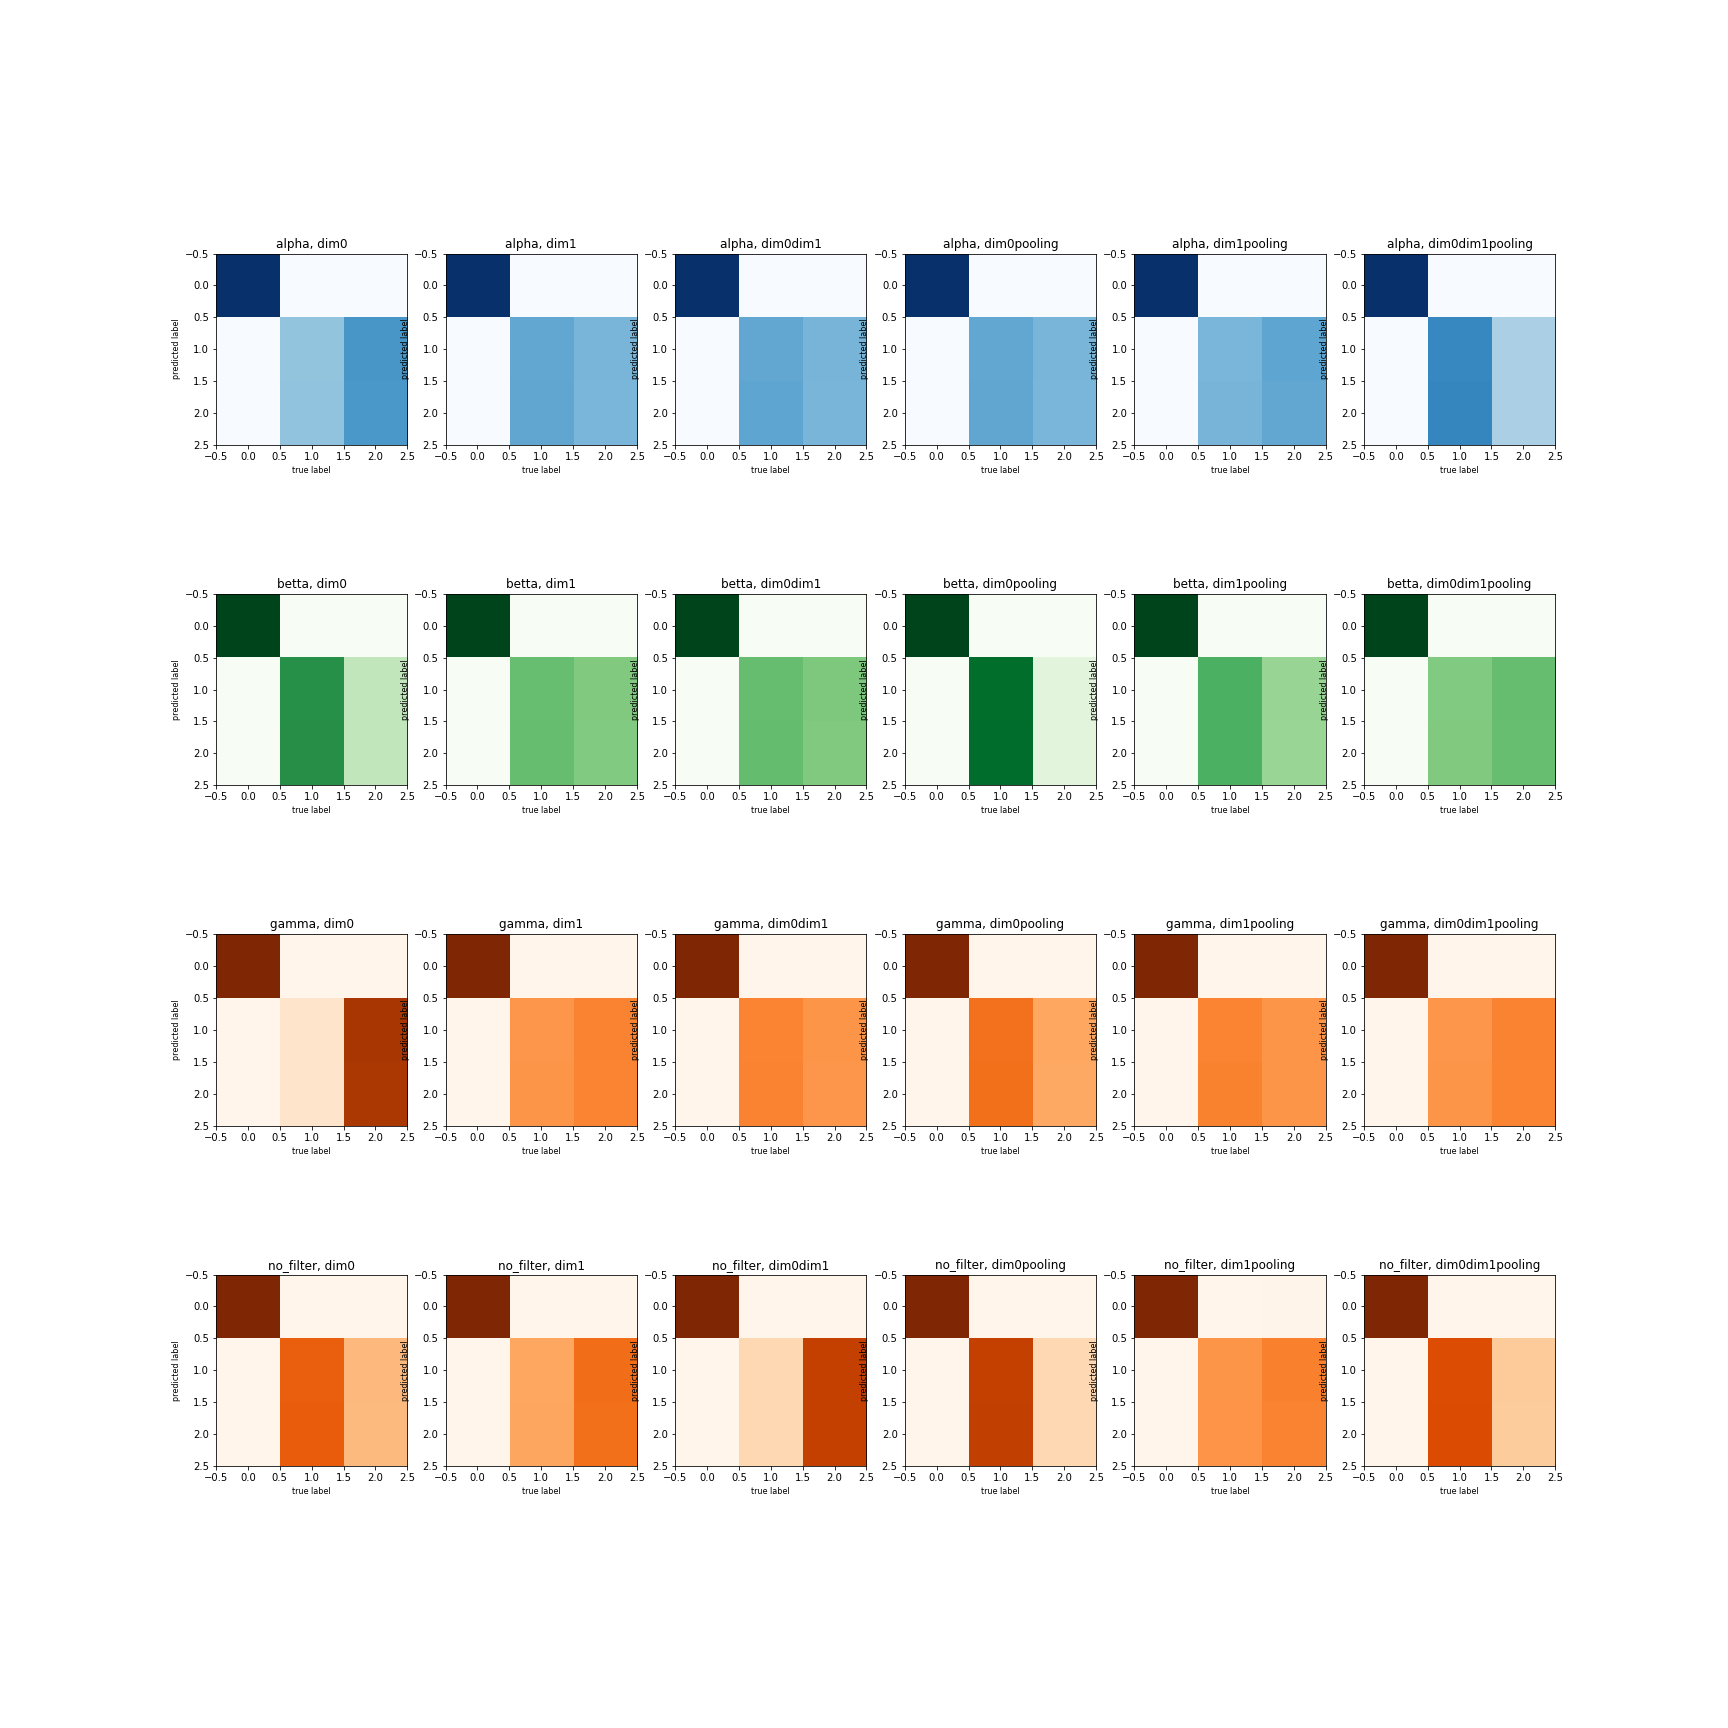 alpha, dim0 alpha, dim1 alpha, dim0dim1 alpha, dim0pooling alpha, dim1pooling alpha, dim0dim1pooling
−0.5 −0.5 −0.5 −0.5 −0.5 −0.5
0.0 0.0 0.0 0.0 0.0 0.0
0.5 0.5 0.5 0.5 0.5 0.5
1.0 1.0 1.0 1.0 1.0 1.0
predicted label predicted label predicted label predicted label predicted label predicted label
1.5 1.5 1.5 1.5 1.5 1.5
2.0 2.0 2.0 2.0 2.0 2.0
2.5 2.5 2.5 2.5 2.5 2.5
−0.5 0.0 0.5 1.0 1.5 2.0 2.5 −0.5 0.0 0.5 1.0 1.5 2.0 2.5 −0.5 0.0 0.5 1.0 1.5 2.0 2.5 −0.5 0.0 0.5 1.0 1.5 2.0 2.5 −0.5 0.0 0.5 1.0 1.5 2.0 2.5 −0.5 0.0 0.5 1.0 1.5 2.0 2.5
true label true label true label true label true label true label
betta, dim0 betta, dim1 betta, dim0dim1 betta, dim0pooling betta, dim1pooling betta, dim0dim1pooling
−0.5 −0.5 −0.5 −0.5 −0.5 −0.5
0.0 0.0 0.0 0.0 0.0 0.0
0.5 0.5 0.5 0.5 0.5 0.5
1.0 1.0 1.0 1.0 1.0 1.0
predicted label predicted label predicted label predicted label predicted label predicted label
1.5 1.5 1.5 1.5 1.5 1.5
2.0 2.0 2.0 2.0 2.0 2.0
2.5 2.5 2.5 2.5 2.5 2.5
−0.5 0.0 0.5 1.0 1.5 2.0 2.5 −0.5 0.0 0.5 1.0 1.5 2.0 2.5 −0.5 0.0 0.5 1.0 1.5 2.0 2.5 −0.5 0.0 0.5 1.0 1.5 2.0 2.5 −0.5 0.0 0.5 1.0 1.5 2.0 2.5 −0.5 0.0 0.5 1.0 1.5 2.0 2.5
true label true label true label true label true label true label
gamma, dim0 gamma, dim1 gamma, dim0dim1 gamma, dim0pooling gamma, dim1pooling gamma, dim0dim1pooling
−0.5 −0.5 −0.5 −0.5 −0.5 −0.5
0.0 0.0 0.0 0.0 0.0 0.0
0.5 0.5 0.5 0.5 0.5 0.5
1.0 1.0 1.0 1.0 1.0 1.0
predicted label predicted label predicted label predicted label predicted label predicted label
1.5 1.5 1.5 1.5 1.5 1.5
2.0 2.0 2.0 2.0 2.0 2.0
2.5 2.5 2.5 2.5 2.5 2.5
−0.5 0.0 0.5 1.0 1.5 2.0 2.5 −0.5 0.0 0.5 1.0 1.5 2.0 2.5 −0.5 0.0 0.5 1.0 1.5 2.0 2.5 −0.5 0.0 0.5 1.0 1.5 2.0 2.5 −0.5 0.0 0.5 1.0 1.5 2.0 2.5 −0.5 0.0 0.5 1.0 1.5 2.0 2.5
true label true label true label true label true label true label
no_filter, dim0 no_filter, dim1 no_filter, dim0dim1 no_filter, dim0pooling no_filter, dim1pooling no_filter, dim0dim1pooling
−0.5 −0.5 −0.5 −0.5 −0.5 −0.5
0.0 0.0 0.0 0.0 0.0 0.0
0.5 0.5 0.5 0.5 0.5 0.5
1.0 1.0 1.0 1.0 1.0 1.0
predicted label predicted label predicted label predicted label predicted label predicted label
1.5 1.5 1.5 1.5 1.5 1.5
2.0 2.0 2.0 2.0 2.0 2.0
2.5 2.5 2.5 2.5 2.5 2.5
−0.5 0.0 0.5 1.0 1.5 2.0 2.5 −0.5 0.0 0.5 1.0 1.5 2.0 2.5 −0.5 0.0 0.5 1.0 1.5 2.0 2.5 −0.5 0.0 0.5 1.0 1.5 2.0 2.5 −0.5 0.0 0.5 1.0 1.5 2.0 2.5 −0.5 0.0 0.5 1.0 1.5 2.0 2.5
true label true label true label true label true label true label